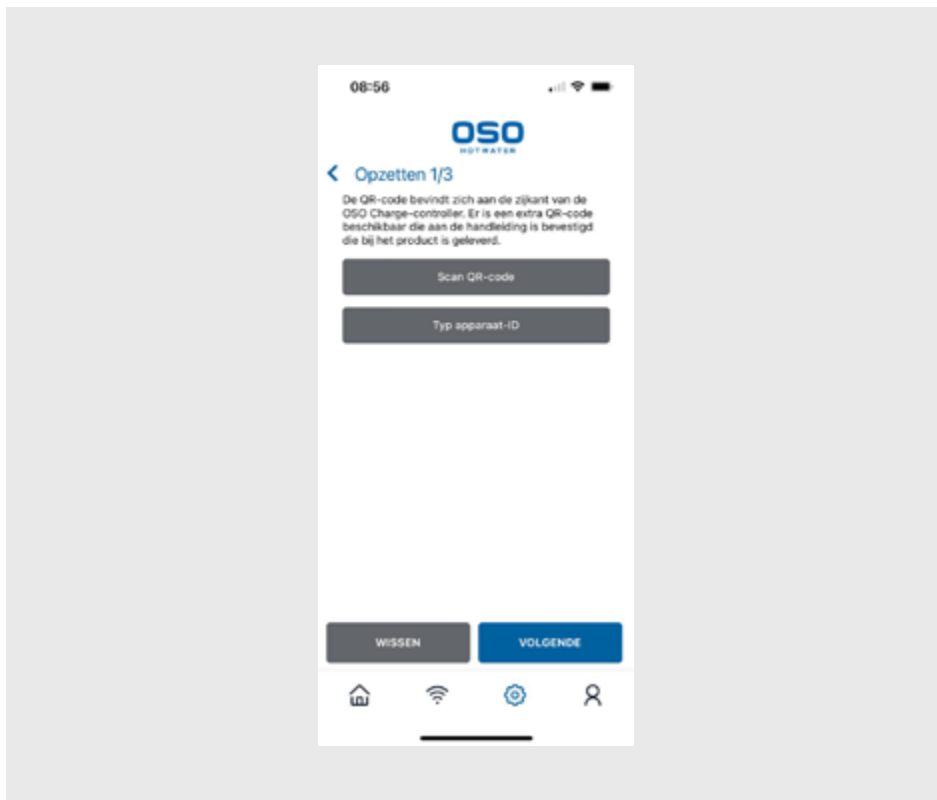 08:56
OSO
HOTWATER
Opzetten 1/3
De QR-code bevindt zich aan de zijkant van de
OSO Charge-controller. Er is een extra QR-code
beschikbaar die aan de handleiding is bevestigd
die bij het product is geleverd.
Scan QR-code
Typ apparaat-ID
WISSEN
VOLGENDE